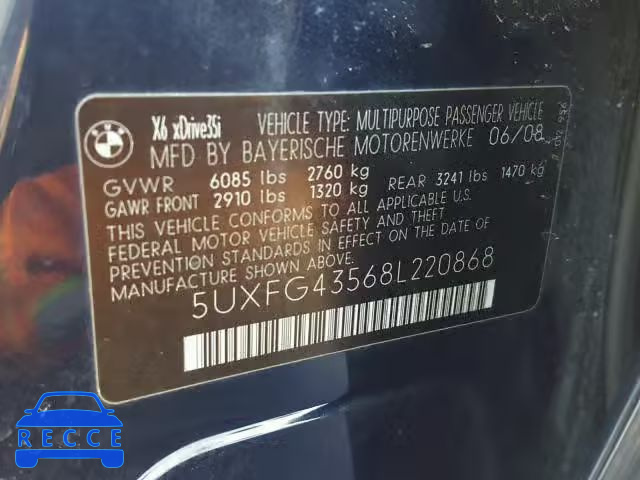 BMW
X6 xDrive35i VEHICLE TYPE: MULTIPURPOSE PASSENGER VEHICLE
MFD BY BAYERISCHE MOTORENWERKE 06/08
GVWR 6085 lbs 2760 kg
GAWR FRONT 2910 lbs 1320 kg REAR 3241 lbs 1470 kg
THIS VEHICLE CONFORMS TO ALL APPLICABLE
FEDERAL MOTOR VEHICLE SAFETY AND THEFT
PREVENTION STANDARDS IN EFFECT ON THE DATE OF
MANUFACTURE SHOWN ABOVE.
5UXFG43568L220868
RECCE